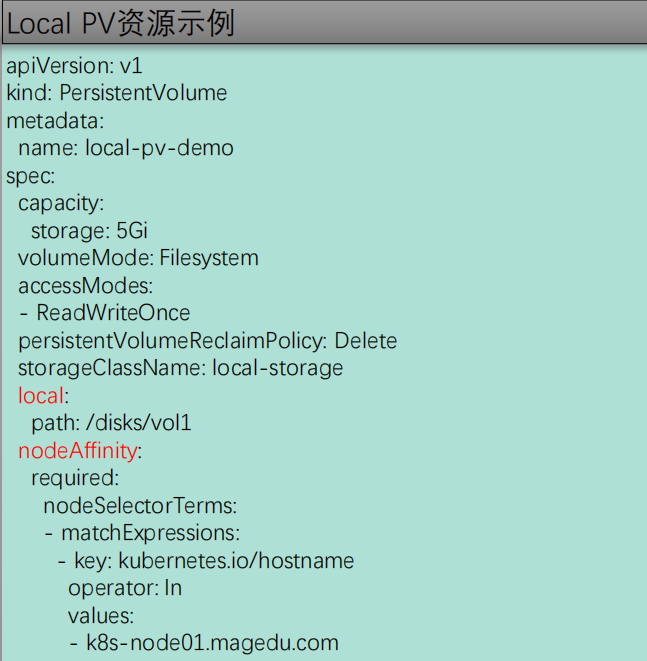 Local PV资源示例
apiVersion: v1
kind: PersistentVolume
metadata:
  name: local-pv-demo
spec:
  capacity:
    storage: 5Gi
  volumeMode: Filesystem
  accessModes:
  - ReadWriteOnce
  persistentVolumeReclaimPolicy: Delete
  storageClassName: local-storage
  local:
    path: /disks/vol1
  nodeAffinity:
    required:
      nodeSelectorTerms:
      - matchExpressions:
        - key: kubernetes.io/hostname
          operator: In
          values:
          - k8s-node01.magedu.com